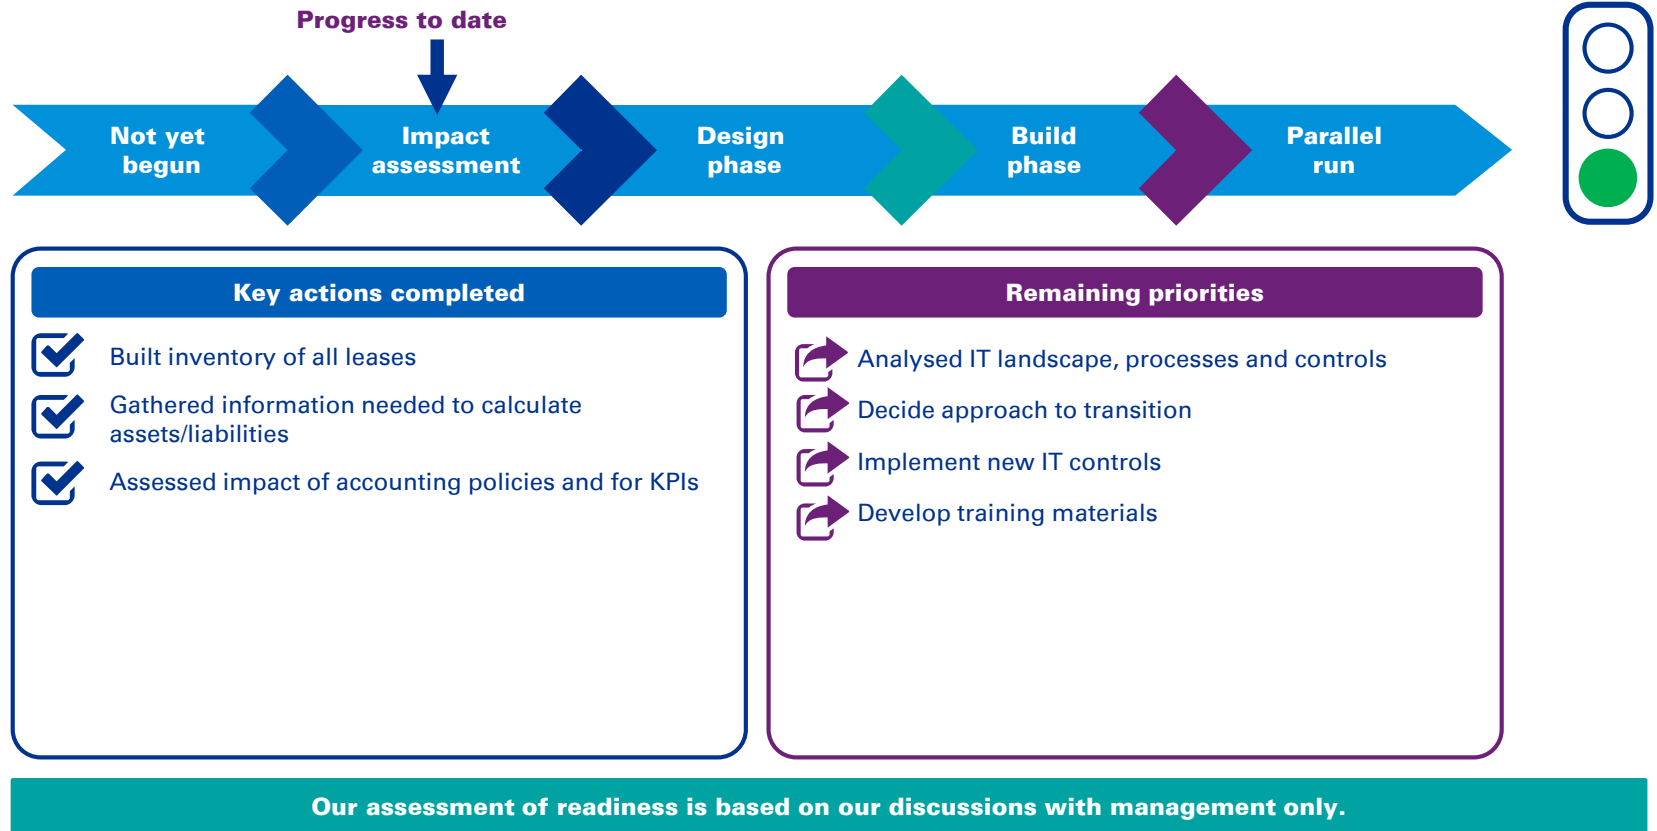 Progress to date
Not yet
begun
Impact
assessment
Design
phase
Build
phase
Parallel
run
Key actions completed
Built inventory of all leases
Gathered information needed to calculate
assets/liabilities
Assessed impact of accounting policies and for KPIs
Remaining priorities
Analysed IT landscape, processes and controls
Decide approach to transition
Implement new IT controls
Develop training materials
Our assessment of readiness is based on our discussions with management only.